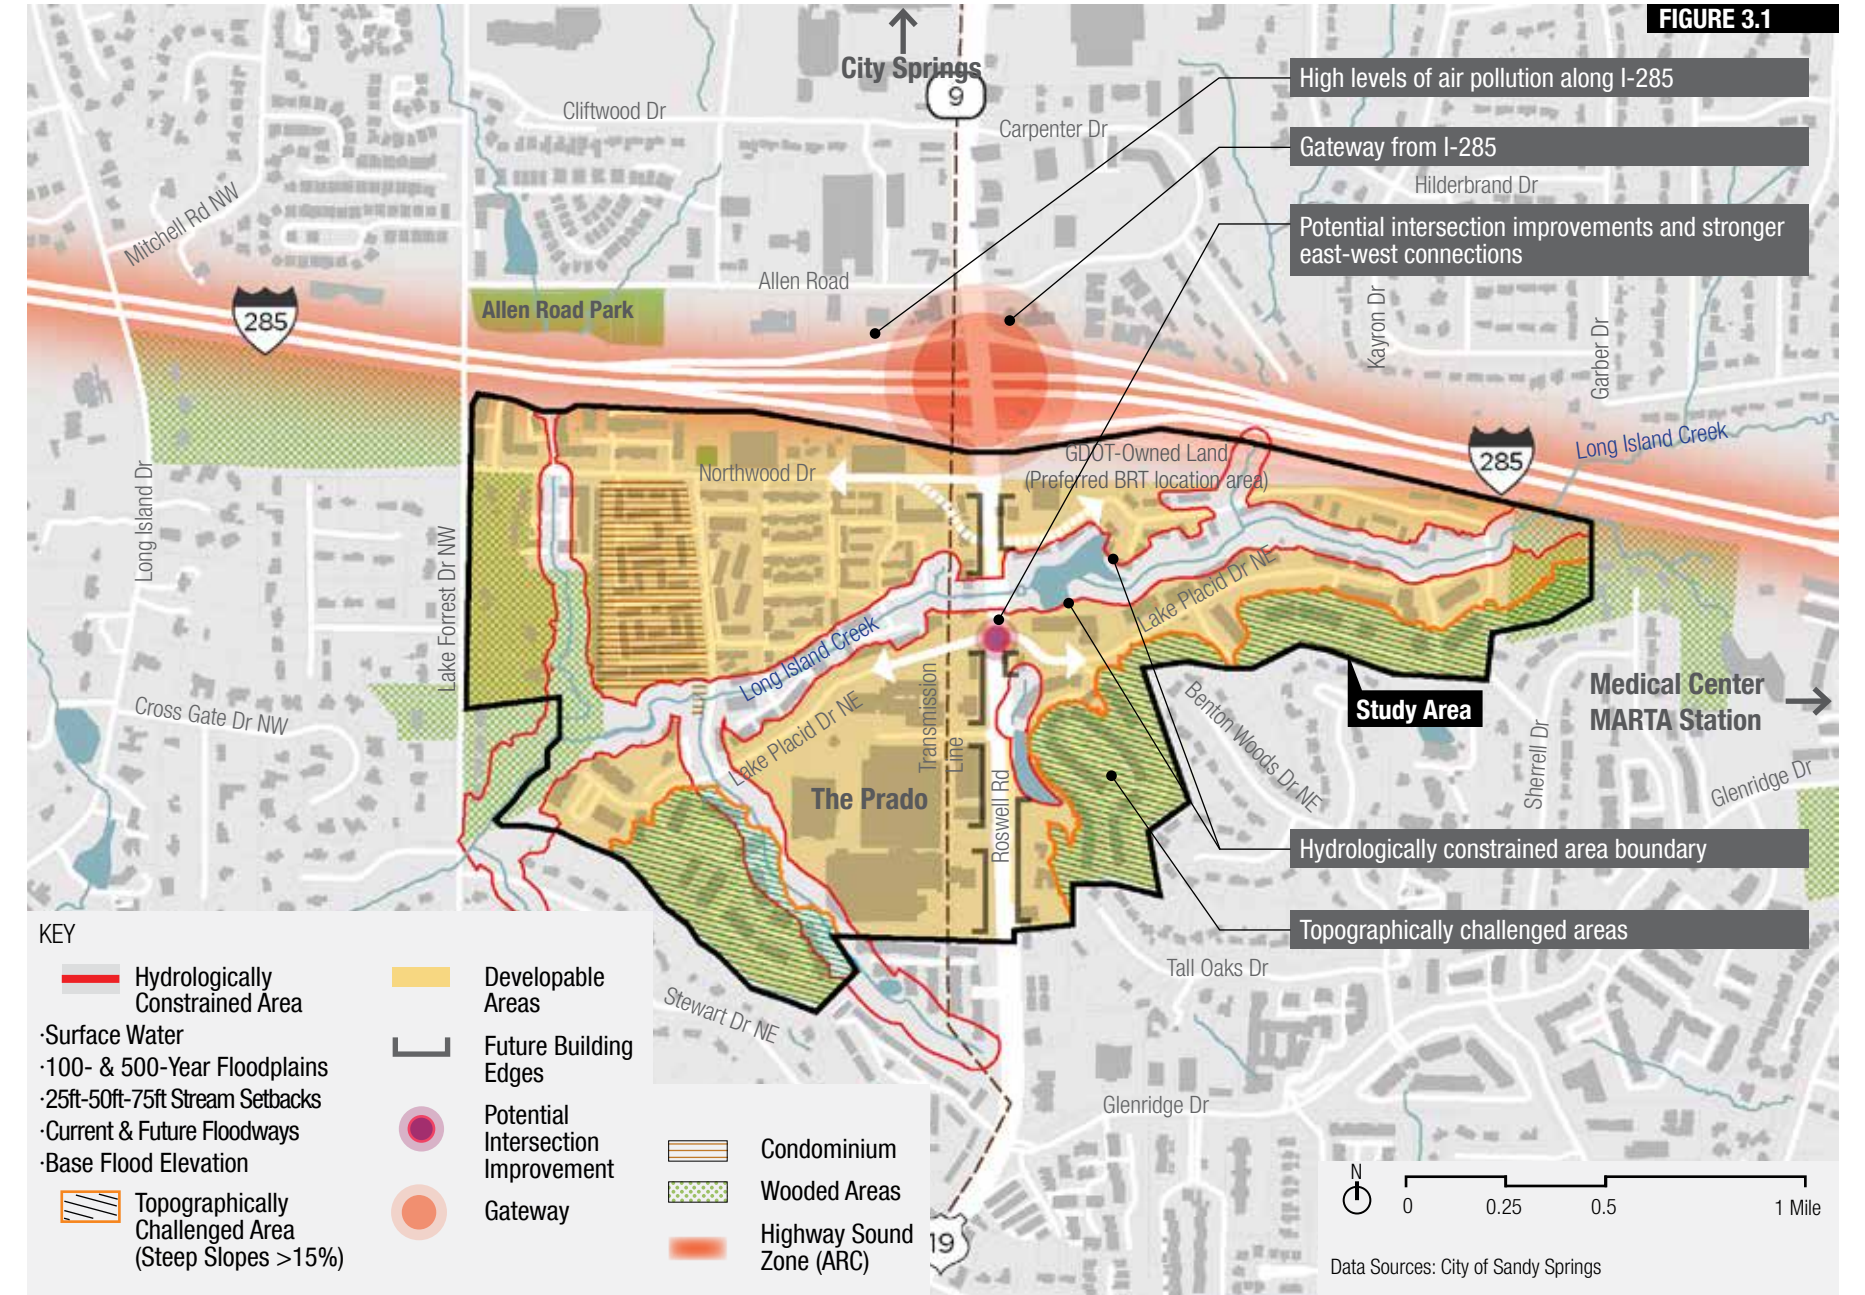 FIGURE 3.1
City Springs
9
Cliftwood Dr
Carpenter Dr
High levels of air pollution along I-285
Gateway from I-285
Hilderbrand Dr
Potential intersection improvements and stronger
east-west connections
Mitchell Rd NW
Allen Road
Allen Road Park
285
Kayron Dr
Garber Dr
Long Island Creek
285
GDOT-Owned Land
(Preferred BRT location area)
Northwood Dr
Long Island Dr
Lake Forrest Dr NW
Lake Placid Dr NE
Long Island Creek
Lake Placid Dr NE
Transmission
Line
Cross Gate Dr NW
Benton Woods Dr NE
Study Area
Medical Center
MARTA Station
Sherrell Dr
Glenridge Dr
The Prado
Roswell Rd
Hydrologically constrained area boundary
Topographically challenged areas
Tall Oaks Dr
Stewart Dr NE
Glenridge Dr
19
KEY
Hydrologically
Constrained Area
·Surface Water
·100- & 500-Year Floodplains
·25ft-50ft-75ft Stream Setbacks
·Current & Future Floodways
·Base Flood Elevation
Topographically
Challenged Area
(Steep Slopes >15%)
Developable
Areas
Future Building
Edges
Potential
Intersection
Improvement
Gateway
Condominium
Wooded Areas
Highway Sound
Zone (ARC)
N
0 0.25 0.5 1 Mile
Data Sources: City of Sandy Springs